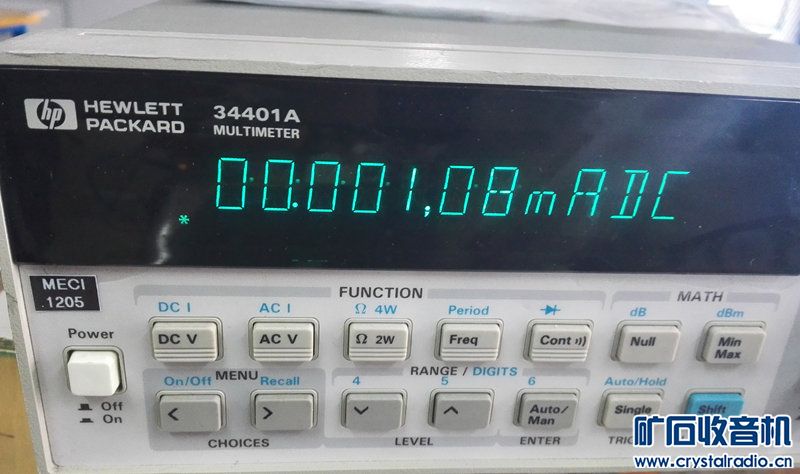 hp HEWLETT PACKARD
34401A
MULTIMETER
* 00.001,08mADC
MECI
.1205
FUNCTION
MATH
DC I
AC I
Ω 4W
Period
dB
dBm
Power
DC V
AC V
Ω 2W
Freq
Cont
Null
Min
Max
On/Off
MENU
Recall
RANGE / DIGITS
4
5
6
Auto/Hold
Off
On
<
>
Auto/
Man
Single
Shift
CHOICES
LEVEL
ENTER
矿石收音机
www.crystalradio.cn